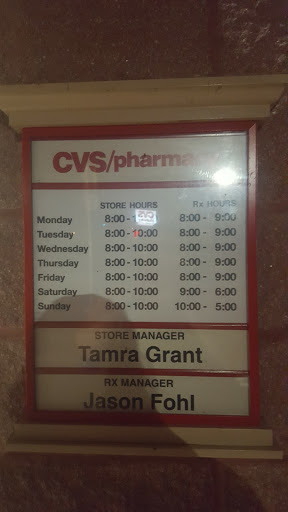 CVS/pharmacy
STORE HOURS Rx HOURS
Monday 8:00 - 8:00 - 9:00
Tuesday 8:00 - 10:00 8:00 - 9:00
Wednesday 8:00 - 10:00 8:00 - 9:00
Thursday 8:00 - 10:00 8:00 - 9:00
Friday 8:00 - 10:00 8:00 - 9:00
Saturday 8:00 - 10:00 9:00 - 6:00
Sunday 8:00 - 10:00 10:00 - 5:00
STORE MANAGER
Tamra Grant
RX MANAGER
Jason Fohl